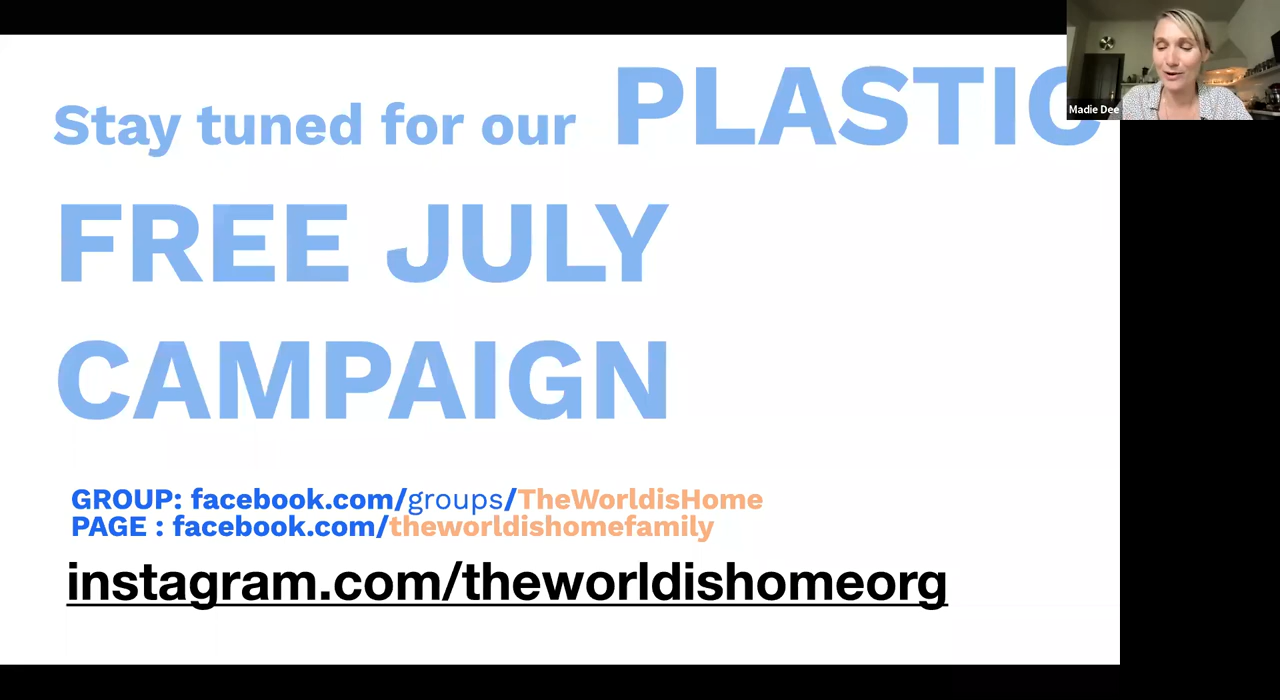 Stay tuned for our PLASTIC
FREE JULY
CAMPAIGN
GROUP: facebook.com/groups/TheWorldisHome
PAGE : facebook.com/theworldishomefamily
instagram.com/theworldishomeorg
Madie Dee